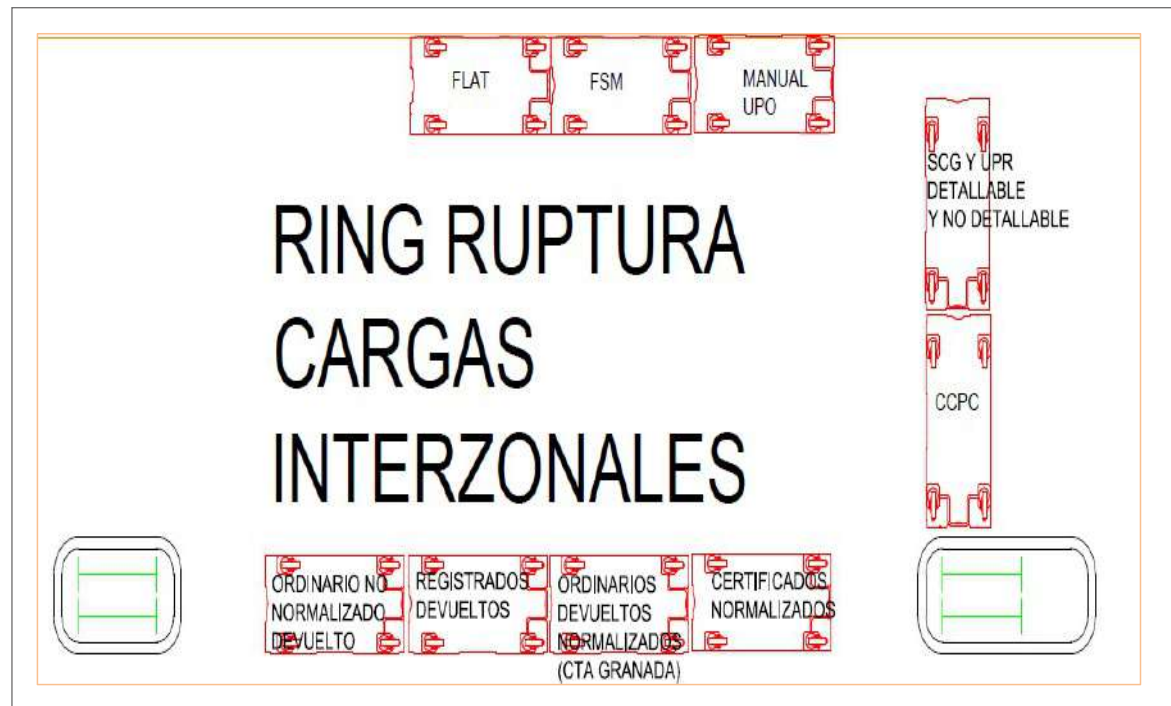 FLAT
FSM
MANUAL
UPO
SCG Y UPR
DETALLABLE
Y NO DETALLABLE
RING RUPTURA
CARGAS
INTERZONALES
CCPC
ORDINARIO NO
NORMALIZADO
DEVUELTO
REGISTRADOS
DEVUELTOS
ORDINARIOS
DEVUELTOS
NORMALIZADOS
(CTA GRANADA)
CERTIFICADOS
NORMALIZADOS